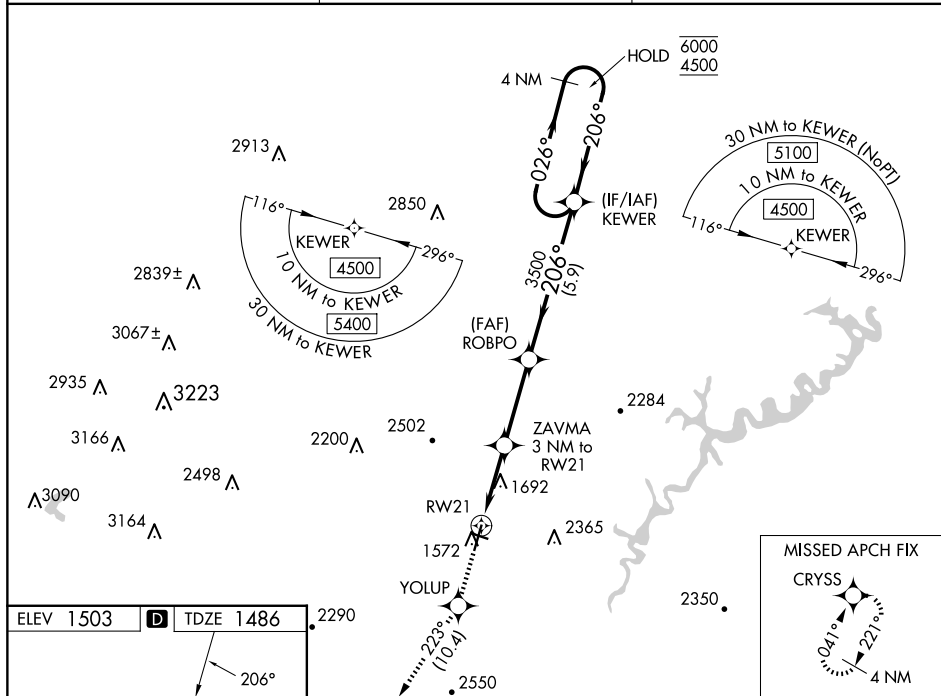 HOLD 6000
4500
4 NM
206°
026°
(IF/IAF)
KEWER
2913
2850
116°
KEWER
296°
4500
10 NM to KEWER
5400
30 NM to KEWER
30 NM to KEWER (NoPT)
5100
10 NM to KEWER
4500
116°
KEWER
296°
3500
206°
(5.9)
2839±
3067±
2935
3223
3166
3090
2498
3164
(FAF)
ROBPO
2200
2502
2284
ZAVMA
3 NM to
RW21
1692
RW21
1572
2365
YOLUP
223°
(10.4)
2350
2290
2550
MISSED APCH FIX
CRYSS
041°
221°
4 NM
ELEV 1503 D TDZE 1486
206°